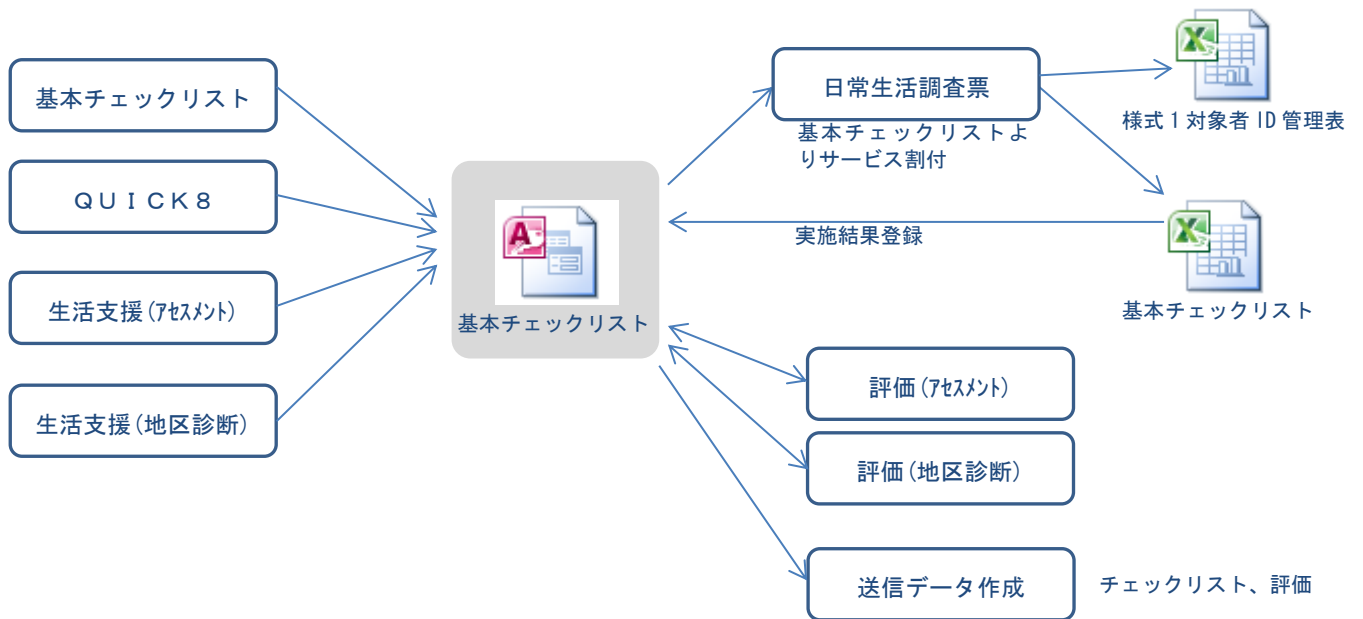 基本チェックリスト
ＱＵＩＣＫ８
生活支援(ｱｾｽﾒﾝﾄ)
生活支援(地区診断)
基本チェックリスト
日常生活調査票
基本チェックリストよ
りサービス割付
様式1対象者ID管理表
実施結果登録
基本チェックリスト
評価(ｱｾｽﾒﾝﾄ)
評価(地区診断)
送信データ作成
チェックリスト、評価